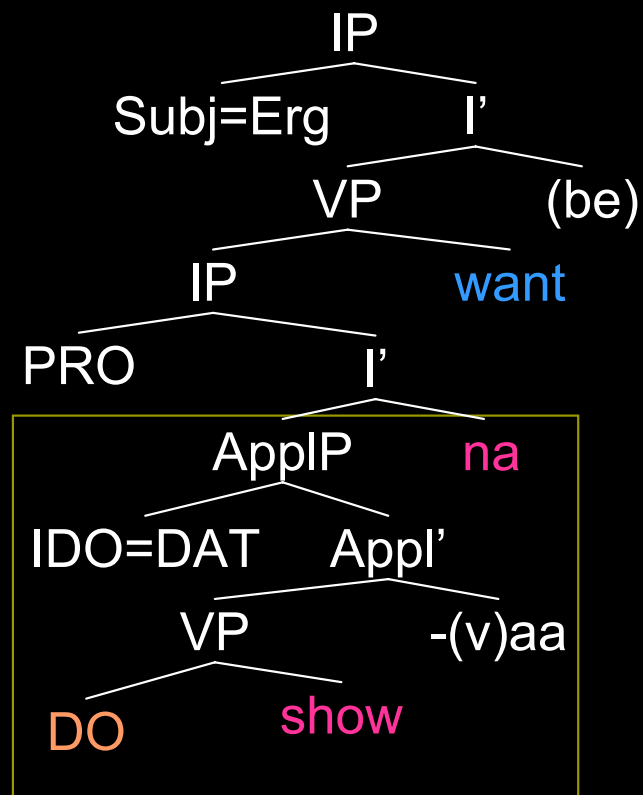 IP
Subj=Erg I’
VP (be)
IP want
PRO I’
ApplP na
IDO=DAT Appl’
VP -(v)aa
DO show